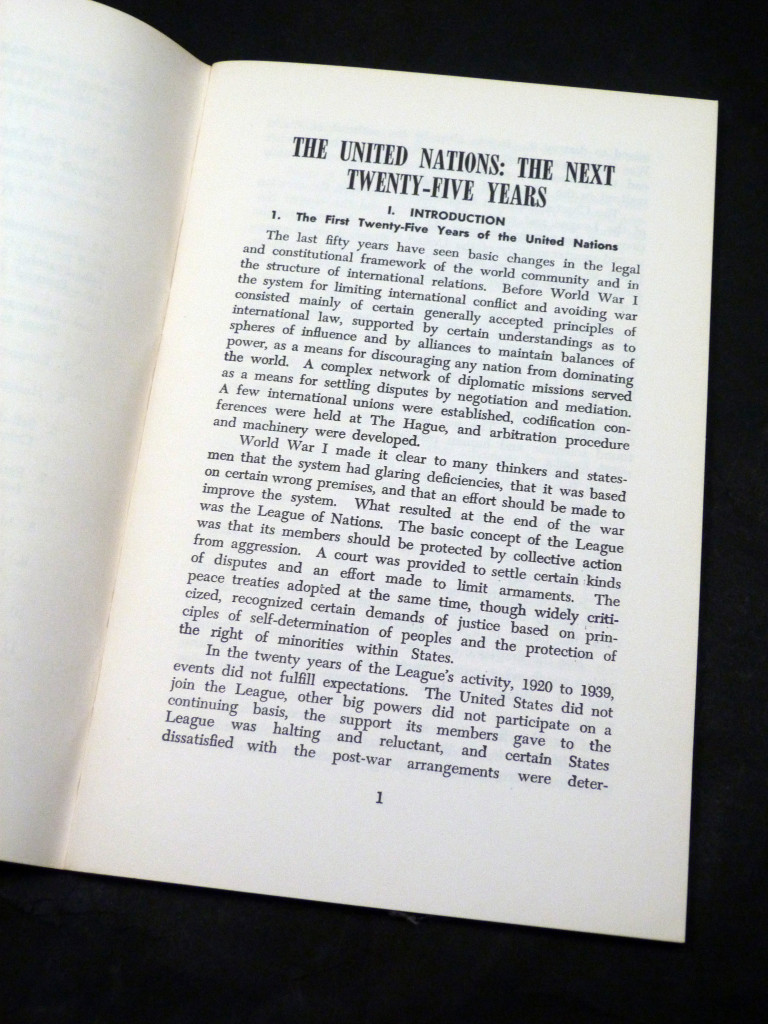 THE UNITED NATIONS: THE NEXT
TWENTY-FIVE YEARS
I. INTRODUCTION
1. The First Twenty-Five Years of the United Nations
The last fifty years have seen basic changes in the legal
and constitutional framework of the world community and in
the structure of international relations. Before World War I
the system for limiting international conflict and avoiding war
consisted mainly of certain generally accepted principles of
international law, supported by certain understandings as to
spheres of influence and by alliances to maintain balances of
power, as a means for discouraging any nation from dominating
the world. A complex network of diplomatic missions served
as a means for settling disputes by negotiation and mediation.
A few international unions were established, codification con-
ferences were held at The Hague, and arbitration procedure
and machinery were developed.
World War I made it clear to many thinkers and states-
men that the system had glaring deficiencies, that it was based
on certain wrong premises, and that an effort should be made to
improve the system. What resulted at the end of the war
was the League of Nations. The basic concept of the League
was that its members should be protected by collective action
from aggression. A court was provided to settle certain kinds
of disputes and an effort made to limit armaments. The
peace treaties adopted at the same time, though widely criti-
cized, recognized certain demands of justice based on prin-
ciples of self-determination of peoples and the protection of
the right of minorities within States.
In the twenty years of the League's activity, 1920 to 1939,
events did not fulfill expectations. The United States did not
join the League, other big powers did not participate on a
continuing basis, the support its members gave to the
League was halting and reluctant, and certain States
dissatisfied with the post-war arrangements were deter-
1